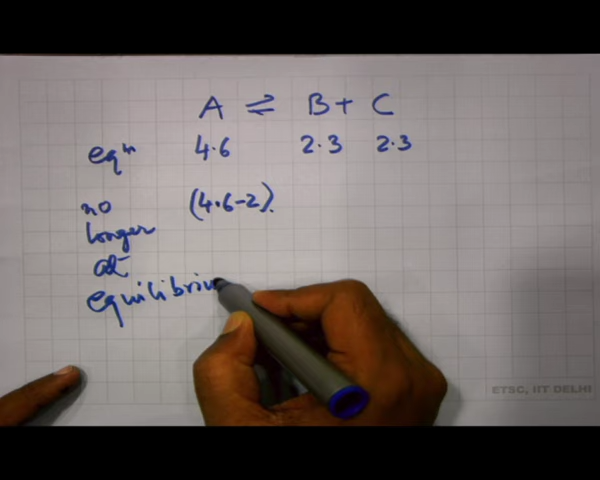 A ⇌ B + C
eqⁿ 4.6 2.3 2.3
no (4.6-2).
longer
at
equilibriu
ETSC, IIT DELHI